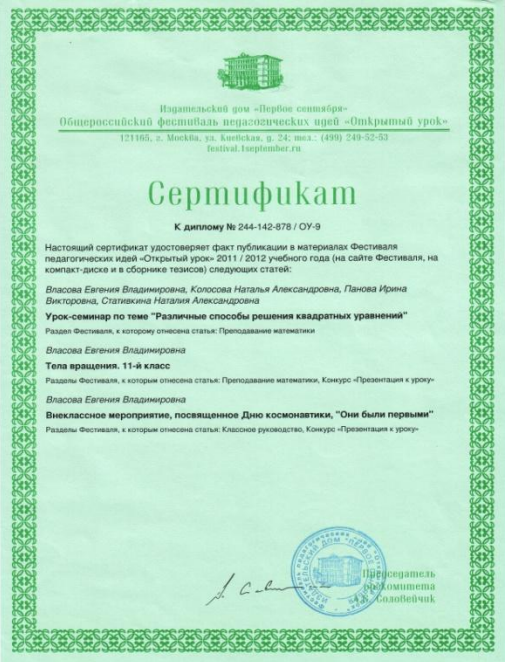 Издательский дом «Первое сентября»
Общероссийский фестиваль педагогических идей «Открытый урок»
121165, г. Москва, ул. Киевская, д. 24; тел.: (499) 249-52-53
festival.1september.ru
Сертификат
К диплому № 244-142-878 / ОУ-9
Настоящий сертификат удостоверяет факт публикации в материалах Фестиваля
педагогических идей «Открытый урок» 2011 / 2012 учебного года (на сайте Фестиваля, на
компакт-диске и в сборнике тезисов) следующих статей:
Власова Евгения Владимировна, Колосова Наталья Александровна, Панова Ирина
Викторовна, Стативкина Наталия Александровна
Урок-семинар по теме "Различные способы решения квадратных уравнений"
Раздел Фестиваля, к которому отнесена статья: Преподавание математики
Власова Евгения Владимировна
Тела вращения. 11-й класс
Разделы Фестиваля, к которым отнесена статья: Преподавание математики, Конкурс «Презентация к уроку»
Власова Евгения Владимировна
Внеклассное мероприятие, посвященное Дню космонавтики, "Они были первыми"
Разделы Фестиваля, к которым отнесена статья: Классное руководство, Конкурс «Презентация к уроку»
Председатель
оргкомитета
Соловейчик